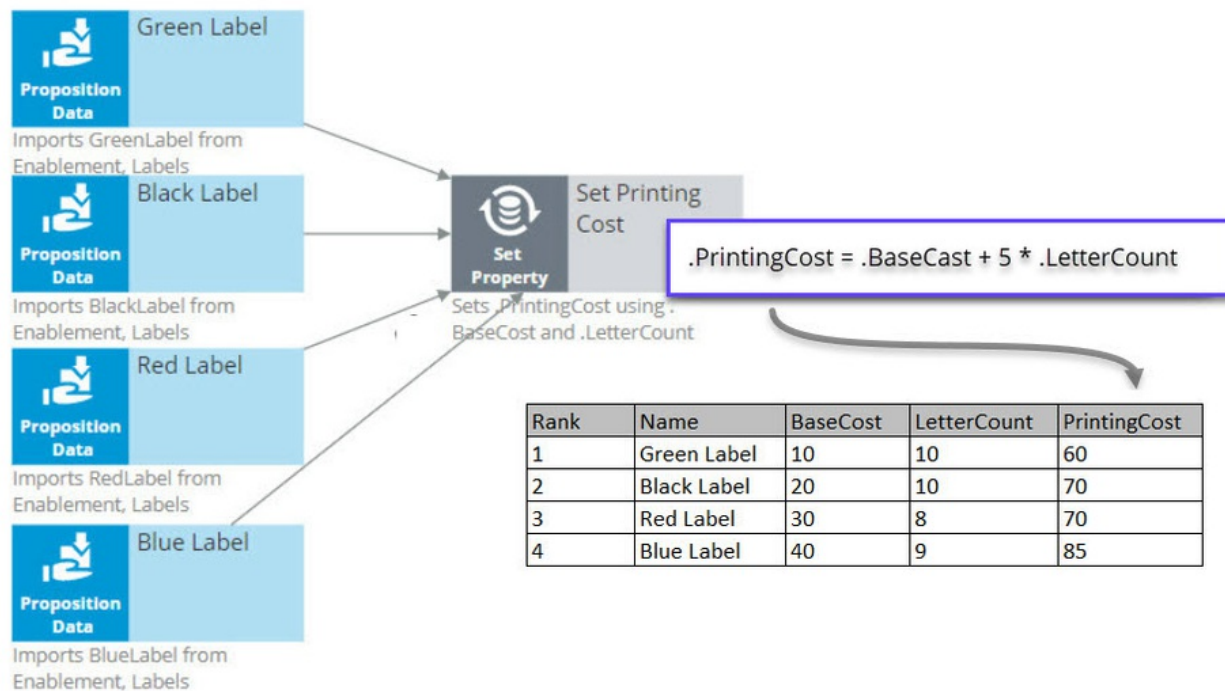 Green Label
Proposition
Data
Imports GreenLabel from
Enablement, Labels
Black Label
Proposition
Data
Imports BlackLabel from
Enablement, Labels
Red Label
Proposition
Data
Imports RedLabel from
Enablement, Labels
Blue Label
Proposition
Data
Imports BlueLabel from
Enablement, Labels
Set Printing
Cost
Set
Property
Sets .PrintingCost using .
BaseCost and .LetterCount
.PrintingCost = .BaseCast + 5 * .LetterCount
Rank Name BaseCost LetterCount PrintingCost
1 Green Label 10 10 60
2 Black Label 20 10 70
3 Red Label 30 8 70
4 Blue Label 40 9 85